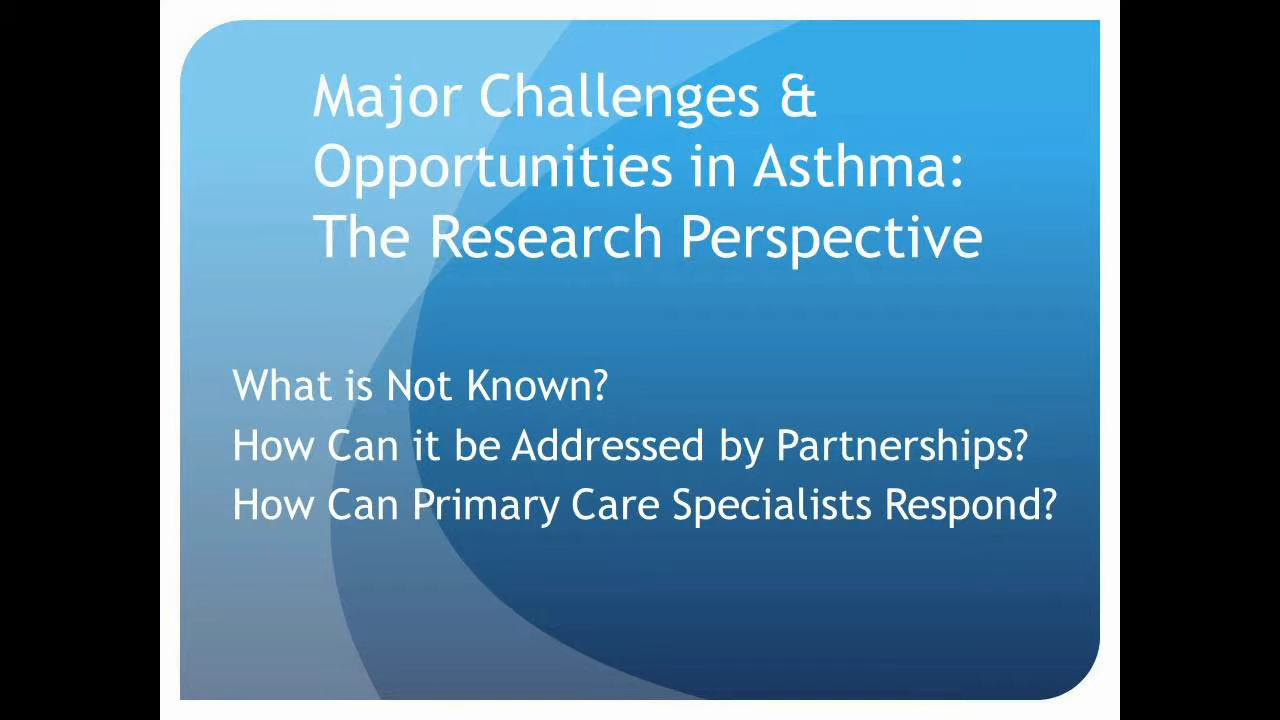 Major Challenges &
Opportunities in Asthma:
The Research Perspective
What is Not Known?
How Can it be Addressed by Partnerships?
How Can Primary Care Specialists Respond?